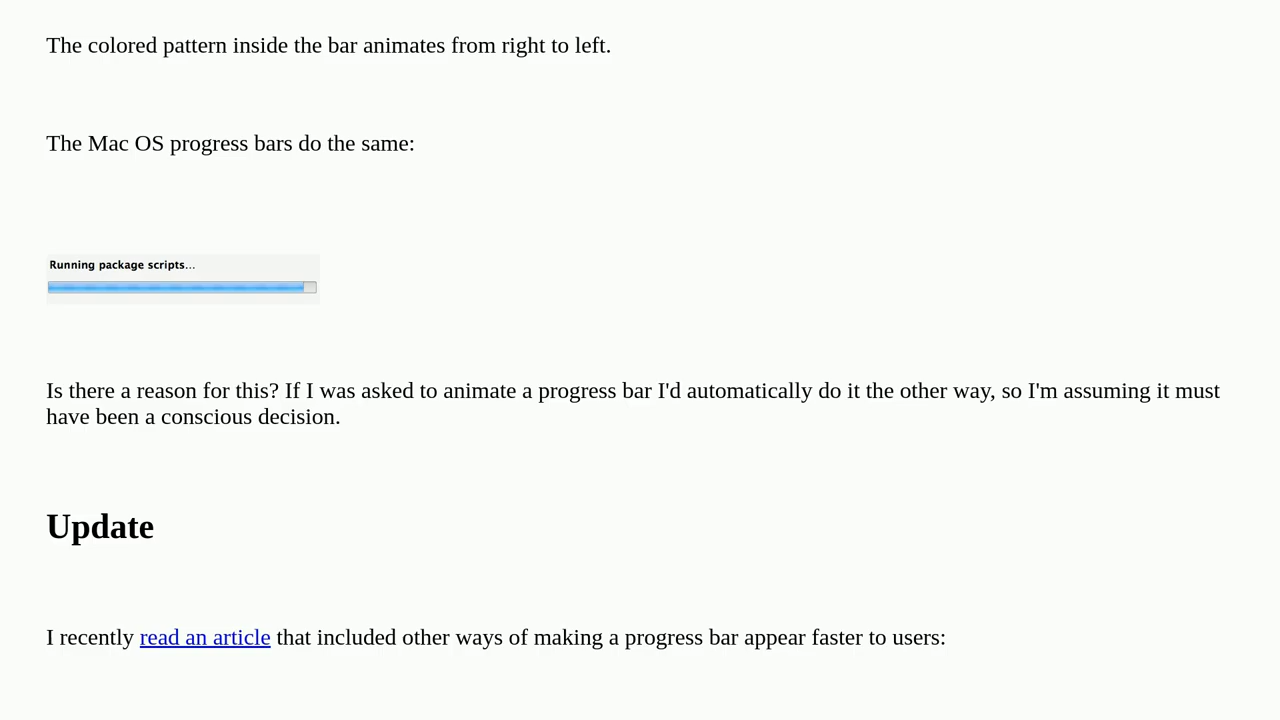 The colored pattern inside the bar animates from right to left.
The Mac OS progress bars do the same:
Running package scripts...
Is there a reason for this? If I was asked to animate a progress bar I'd automatically do it the other way, so I'm assuming it must
have been a conscious decision.
Update
I recently read an article that included other ways of making a progress bar appear faster to users: